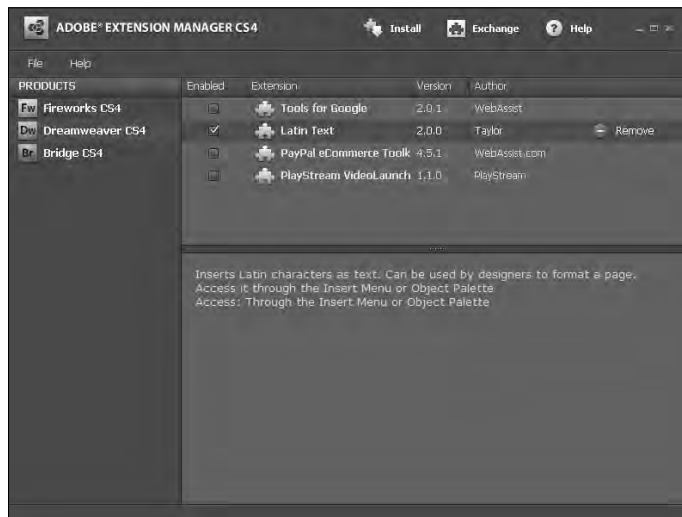 ADOBE® EXTENSION MANAGER CS4 Install Exchange ? Help
File Help
PRODUCTS Enabled Extension Version Author
Fw Fireworks CS4 Tools for Google 2.0.1 WebAssist
Dw Dreamweaver CS4 Latin Text 2.0.0 Taylor Remove
Br Bridge CS4 PayPal eCommerce Toolk 4.5.1 WebAssist.com
PlayStream VideoLaunch 1.1.0 PlayStream
Inserts Latin characters as text. Can be used by designers to format a page.
Access it through the Insert Menu or Object Palette
Access: Through the Insert Menu or Object Palette